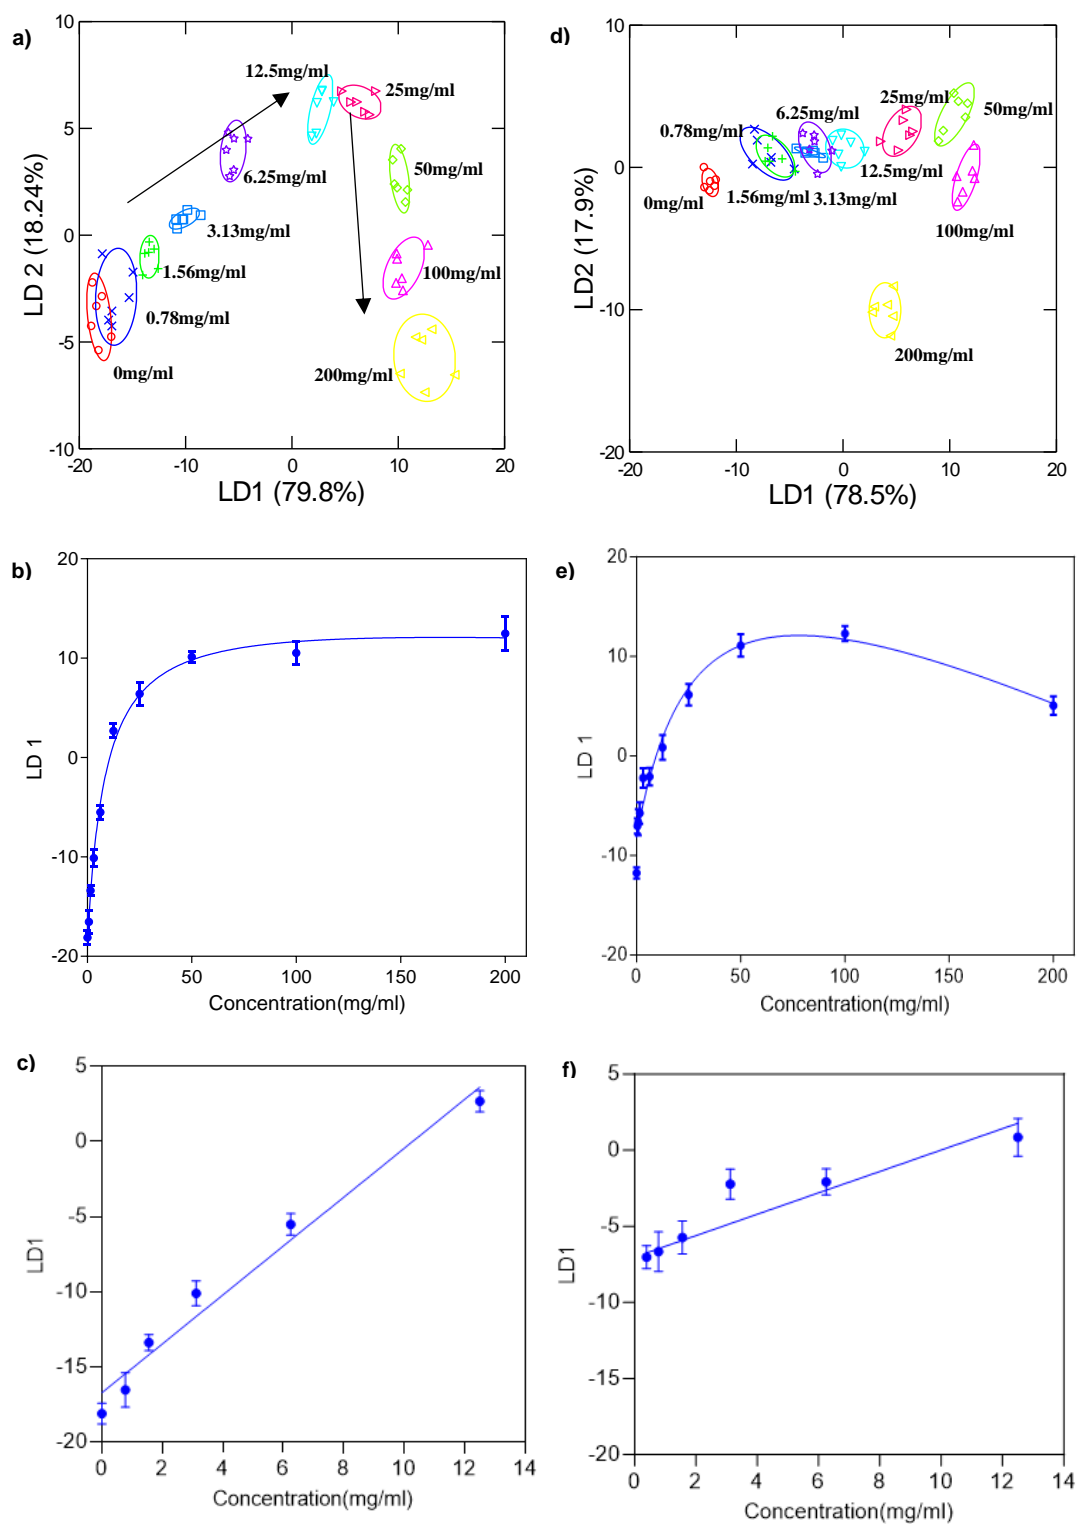 a)
10
5
0
-5
-10
-20
-10
0
10
20
LD 2 (18.24%)
LD1 (79.8%)
12.5mg/ml
25mg/ml
6.25mg/ml
50mg/ml
3.13mg/ml
1.56mg/ml
100mg/ml
0.78mg/ml
0mg/ml
200mg/ml
d)
20
10
0
-10
-20
-20
-10
0
10
20
LD2 (17.9%)
LD1 (78.5%)
25mg/ml
50mg/ml
6.25mg/ml
0.78mg/ml
12.5mg/ml
0mg/ml
1.56mg/ml
3.13mg/ml
100mg/ml
200mg/ml
b)
20
10
0
-10
-20
0
50
100
150
200
LD 1
Concentration(mg/ml)
e)
20
10
0
-10
-20
0
50
100
150
200
LD 1
Concentration(mg/ml)
c)
5
0
-5
-10
-15
-20
0
2
4
6
8
10
12
14
LD1
Concentration(mg/ml)
f)
5
0
-5
-10
-15
-20
0
2
4
6
8
10
12
14
LD1
Concentration(mg/ml)